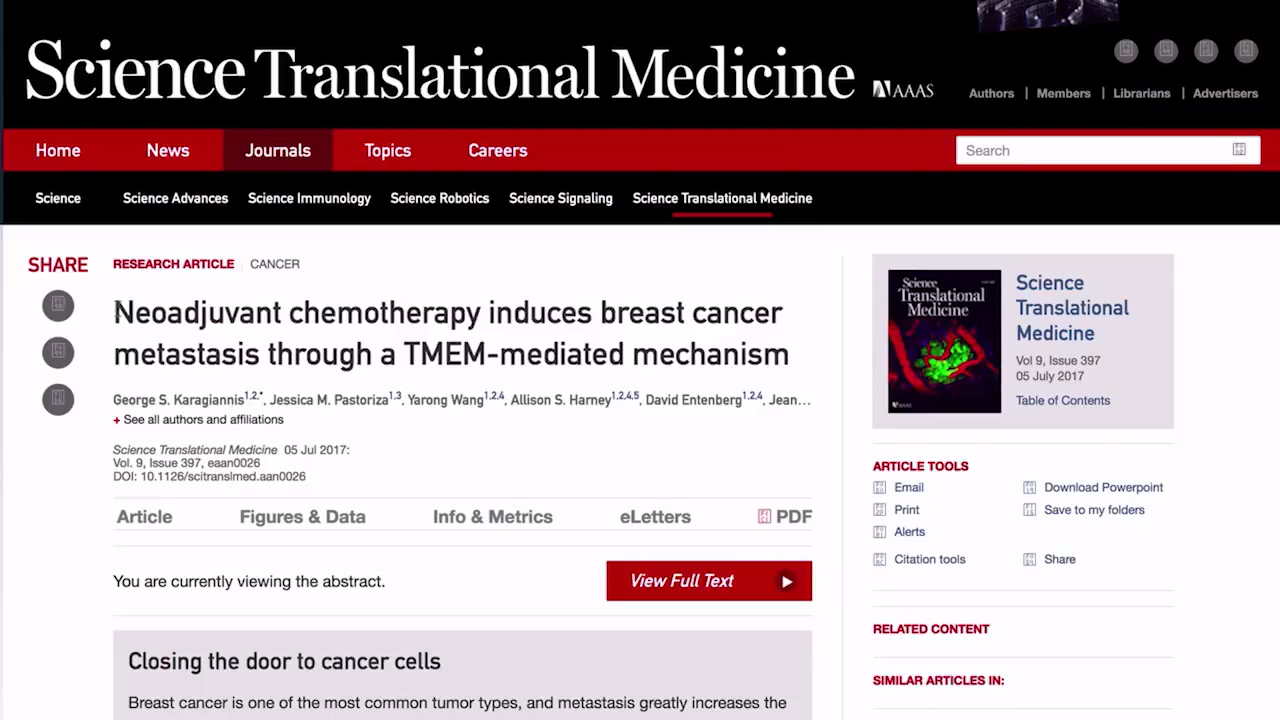 Science Translational Medicine AAAS
Authors | Members | Librarians | Advertisers
Home News Journals Topics Careers
Search
Science Science Advances Science Immunology Science Robotics Science Signaling Science Translational Medicine
SHARE
RESEARCH ARTICLE CANCER
Neoadjuvant chemotherapy induces breast cancer
metastasis through a TMEM-mediated mechanism
George S. Karagiannis1,2,*, Jessica M. Pastoriza1,3, Yarong Wang1,2,4, Allison S. Harney1,2,4,5, David Entenberg1,2,4, Jean…
+ See all authors and affiliations
Science Translational Medicine 05 Jul 2017:
Vol. 9, Issue 397, eaan0026
DOI: 10.1126/scitranslmed.aan0026
Article Figures & Data Info & Metrics eLetters PDF
You are currently viewing the abstract.
View Full Text
Closing the door to cancer cells
Breast cancer is one of the most common tumor types, and metastasis greatly increases the
Science
Translational Medicine
AAAS
Science
Translational
Medicine
Vol 9, Issue 397
05 July 2017
Table of Contents
ARTICLE TOOLS
Email Download Powerpoint
Print Save to my folders
Alerts
Citation tools Share
RELATED CONTENT
SIMILAR ARTICLES IN: